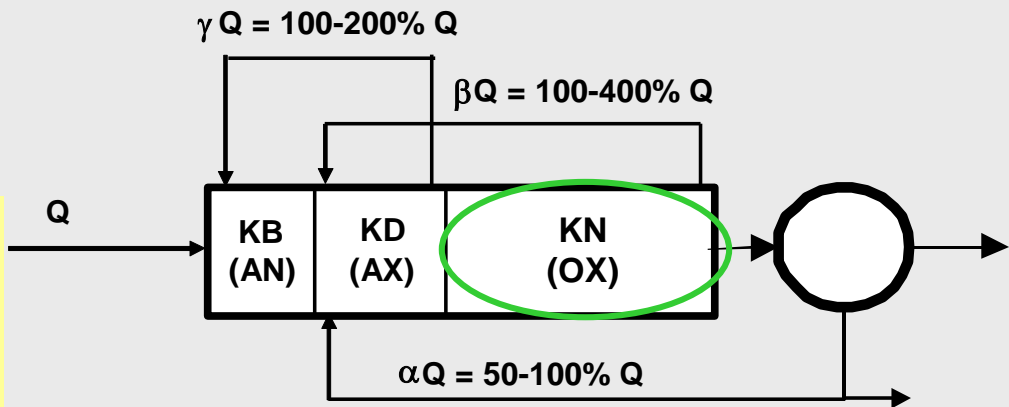 γ Q = 100-200% Q
βQ = 100-400% Q
Q
KB
(AN)
KD
(AX)
KN
(OX)
αQ = 50-100% Q